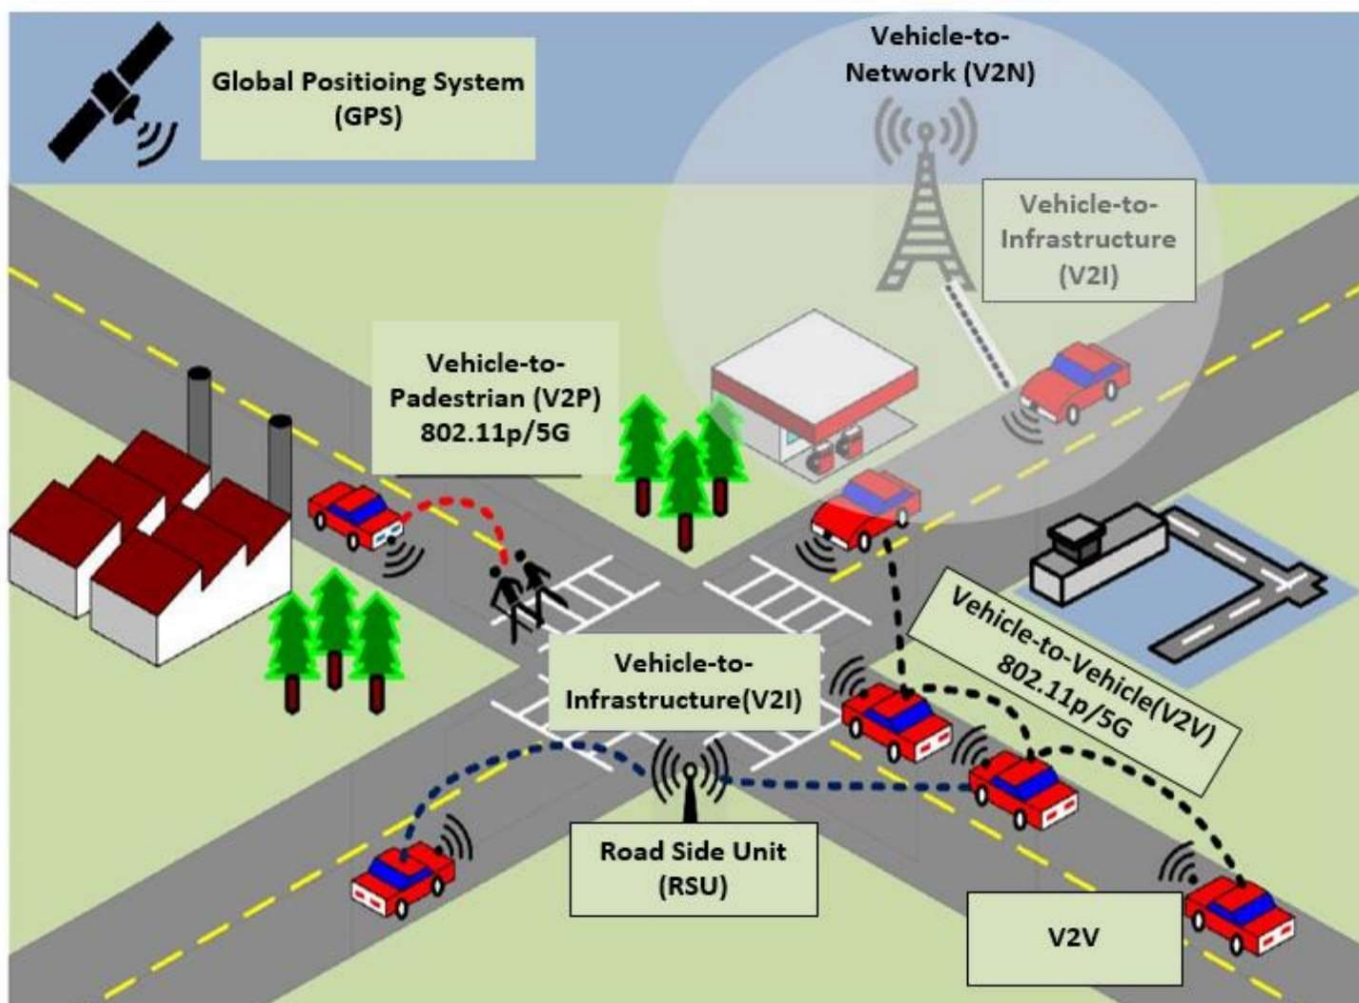 Global Positioing System
(GPS)
Vehicle-to-
Network (V2N)
Vehicle-to-
Infrastructure
(V2I)
Vehicle-to-
Padestrian (V2P)
802.11p/5G
Vehicle-to-Vehicle(V2V)
802.11p/5G
Vehicle-to-
Infrastructure(V2I)
Road Side Unit
(RSU)
V2V